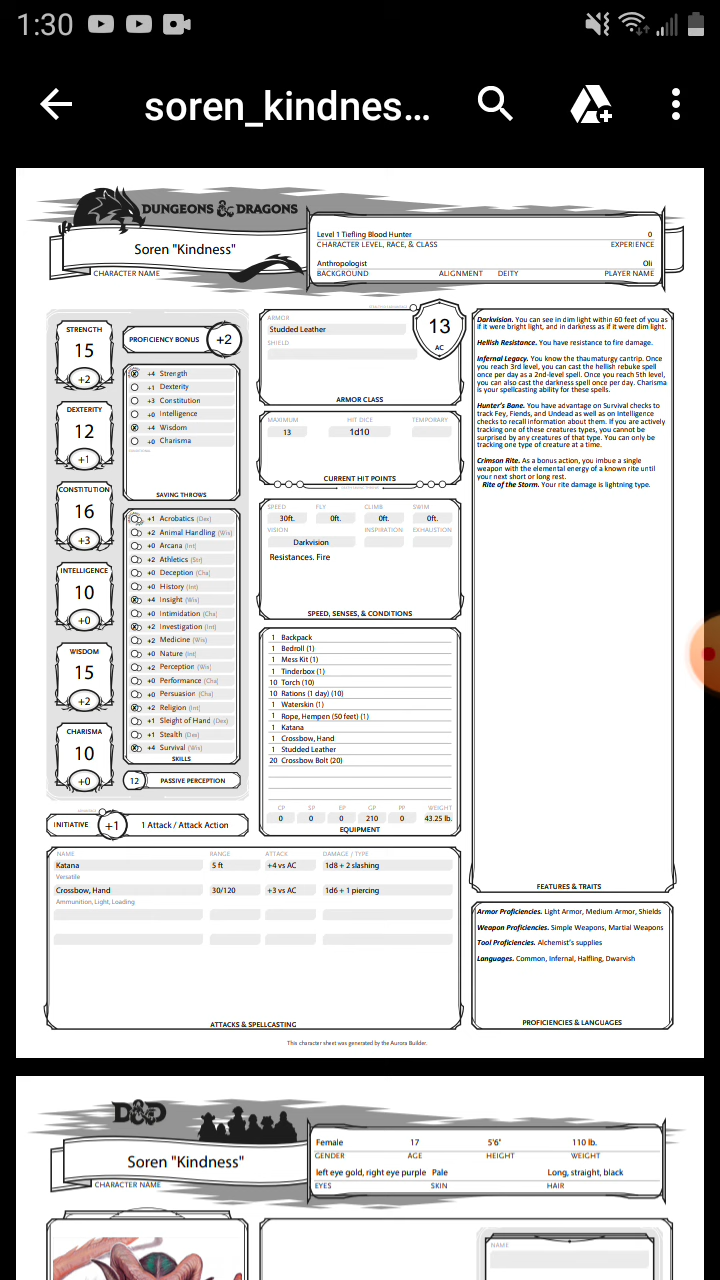 1:30
soren_kindnes...
DUNGEONS & DRAGONS
Soren "Kindness"
CHARACTER NAME
Level 1 Tiefling Blood Hunter 0
CHARACTER LEVEL, RACE, & CLASS EXPERIENCE
Anthropologist Oli
BACKGROUND ALIGNMENT DEITY PLAYER NAME
STRENGTH
15
+2
DEXTERITY
12
+1
CONSTITUTION
16
+3
INTELLIGENCE
10
+0
WISDOM
15
+2
CHARISMA
10
+0
PROFICIENCY BONUS +2
+4 Strength
+1 Dexterity
+3 Constitution
+0 Intelligence
+4 Wisdom
+0 Charisma
SAVING THROWS
+1 Acrobatics (Dex)
+2 Animal Handling (Wis)
+0 Arcana (Int)
+2 Athletics (Str)
+0 Deception (Cha)
+0 History (Int)
+4 Insight (Wis)
+0 Intimidation (Cha)
+2 Investigation (Int)
+2 Medicine (Wis)
+0 Nature (Int)
+2 Perception (Wis)
+0 Performance (Cha)
+0 Persuasion (Cha)
+2 Religion (Int)
+1 Sleight of Hand (Dex)
+1 Stealth (Dex)
+4 Survival (Wis)
SKILLS
12 PASSIVE PERCEPTION
INITIATIVE +1 1 Attack / Attack Action
ARMOR
Studded Leather
SHIELD
13
AC
ARMOR CLASS
MAXIMUM HIT DICE TEMPORARY
13 1d10
CURRENT HIT POINTS
SPEED FLY CLIMB SWIM
30ft. 0ft. 0ft. 0ft.
VISION INSPIRATION EXHAUSTION
Darkvision
Resistances. Fire
SPEED, SENSES, & CONDITIONS
1 Backpack
1 Bedroll (1)
1 Mess Kit (1)
1 Tinderbox (1)
10 Torch (10)
10 Rations (1 day) (10)
1 Waterskin (1)
1 Rope, Hempen (50 feet) (1)
1 Katana
1 Crossbow, Hand
1 Studded Leather
20 Crossbow Bolt (20)
CP SP EP GP PP WEIGHT
0 0 0 210 0 43.25 lb.
EQUIPMENT
Darkvision. You can see in dim light within 60 feet of you as
if it were bright light, and in darkness as if it were dim light.
Hellish Resistance. You have resistance to fire damage.
Infernal Legacy. You know the thaumaturgy cantrip. Once
you reach 3rd level, you can cast the hellish rebuke spell
once per day as a 2nd-level spell. Once you reach 5th level,
you can also cast the darkness spell once per day. Charisma
is your spellcasting ability for these spells.
Hunter's Bane. You have advantage on Survival checks to
track Fey, Fiends, and Undead as well as on Intelligence
checks to recall information about them. If you are actively
tracking one of these creatures types, you cannot be
surprised by any creatures of that type. You can only be
tracking one type of creature at a time.
Crimson Rite. As a bonus action, you imbue a single
weapon with the elemental energy of a known rite until
your next short or long rest.
Rite of the Storm. Your rite damage is lightning type.
FEATURES & TRAITS
NAME RANGE ATTACK DAMAGE / TYPE
Katana 5 ft +4 vs AC 1d8 + 2 slashing
Versatile
Crossbow, Hand 30/120 +3 vs AC 1d6 + 1 piercing
Ammunition, Light, Loading
ATTACKS & SPELLCASTING
Armor Proficiencies. Light Armor, Medium Armor, Shields
Weapon Proficiencies. Simple Weapons, Martial Weapons
Tool Proficiencies. Alchemist's supplies
Languages. Common, Infernal, Halfling, Dwarvish
PROFICIENCIES & LANGUAGES
This character sheet was generated by the Aurora Builder.
D&D
Soren "Kindness"
CHARACTER NAME
Female 17 5'6" 110 lb.
GENDER AGE HEIGHT WEIGHT
left eye gold, right eye purple Pale Long, straight, black
EYES SKIN HAIR
NAME